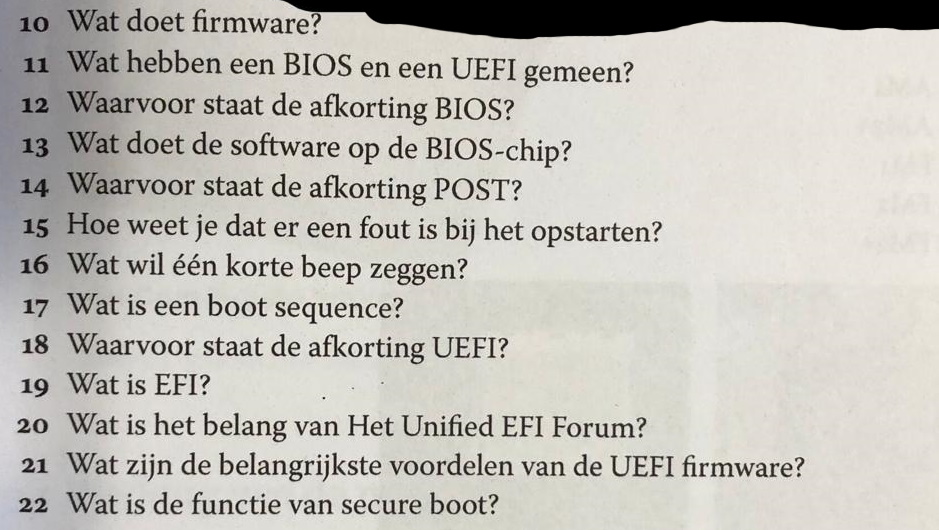 10 Wat doet firmware?
11 Wat hebben een BIOS en een UEFI gemeen?
12 Waarvoor staat de afkorting BIOS?
13 Wat doet de software op de BIOS-chip?
14 Waarvoor staat de afkorting POST?
15 Hoe weet je dat er een fout is bij het opstarten?
16 Wat wil één korte beep zeggen?
17 Wat is een boot sequence?
18 Waarvoor staat de afkorting UEFI?
19 Wat is EFI?
20 Wat is het belang van Het Unified EFI Forum?
21 Wat zijn de belangrijkste voordelen van de UEFI firmware?
22 Wat is de functie van secure boot?